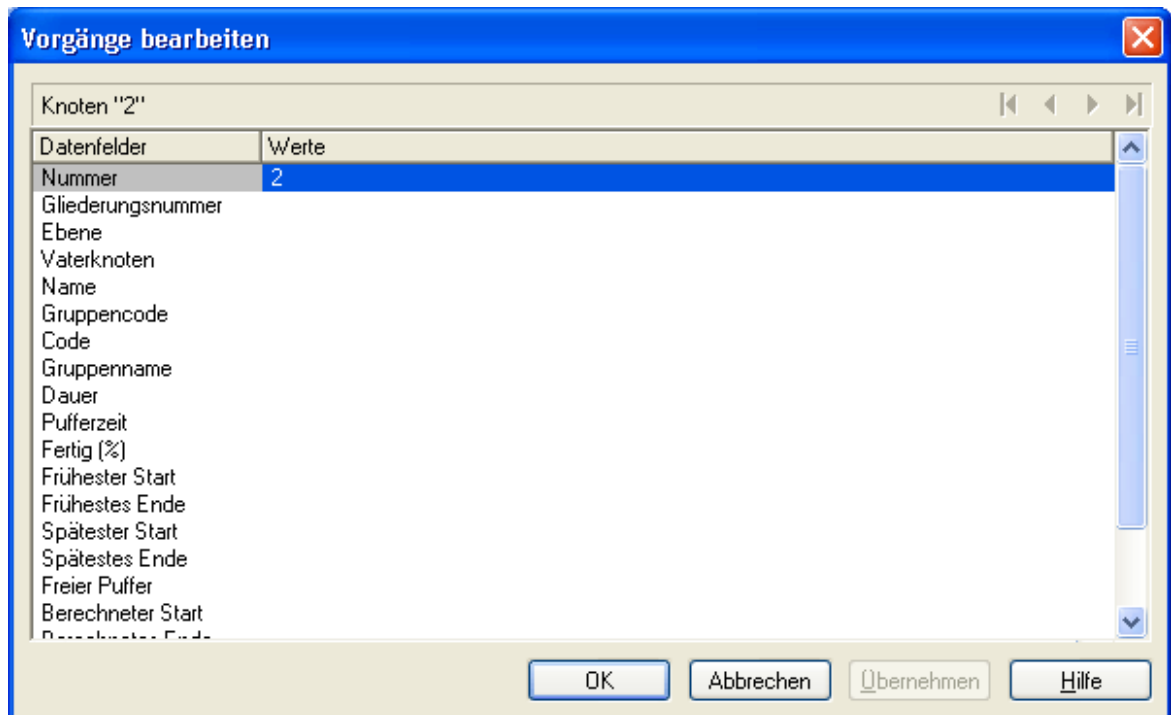 Vorgänge bearbeiten
Knoten "2"
Datenfelder Werte
Nummer 2
Gliederungsnummer
Ebene
Vaterknoten
Name
Gruppencode
Code
Gruppenname
Dauer
Pufferzeit
Fertig (%)
Frühester Start
Frühestes Ende
Spätester Start
Spätestes Ende
Freier Puffer
Berechneter Start
OK Abbrechen Übernehmen Hilfe